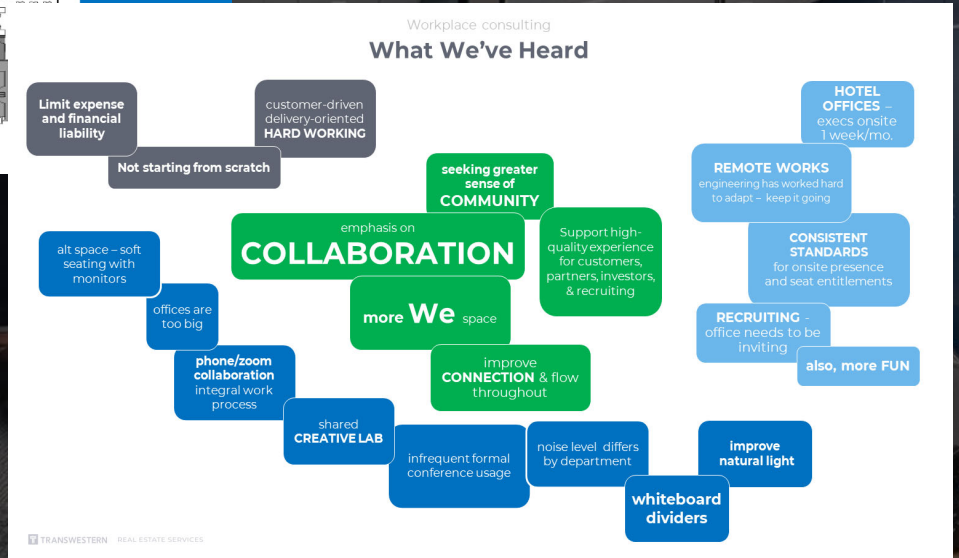 Workplace consulting
What We've Heard
Limit expense
and financial
liability
customer-driven
delivery-oriented
HARD WORKING
Not starting from scratch
seeking greater
sense of
COMMUNITY
emphasis on
COLLABORATION
Support high-
quality experience
for customers,
partners, investors,
& recruiting
more We space
improve
CONNECTION & flow
throughout
HOTEL
OFFICES –
execs onsite
1 week/mo.
REMOTE WORKS
engineering has worked hard
to adapt – keep it going
CONSISTENT
STANDARDS
for onsite presence
and seat entitlements
RECRUITING -
office needs to be
inviting
also, more FUN
alt space – soft
seating with
monitors
offices are
too big
phone/zoom
collaboration
integral work
process
shared
CREATIVE LAB
infrequent formal
conference usage
noise level differs
by department
whiteboard
dividers
improve
natural light
TRANSWESTERN REAL ESTATE SERVICES